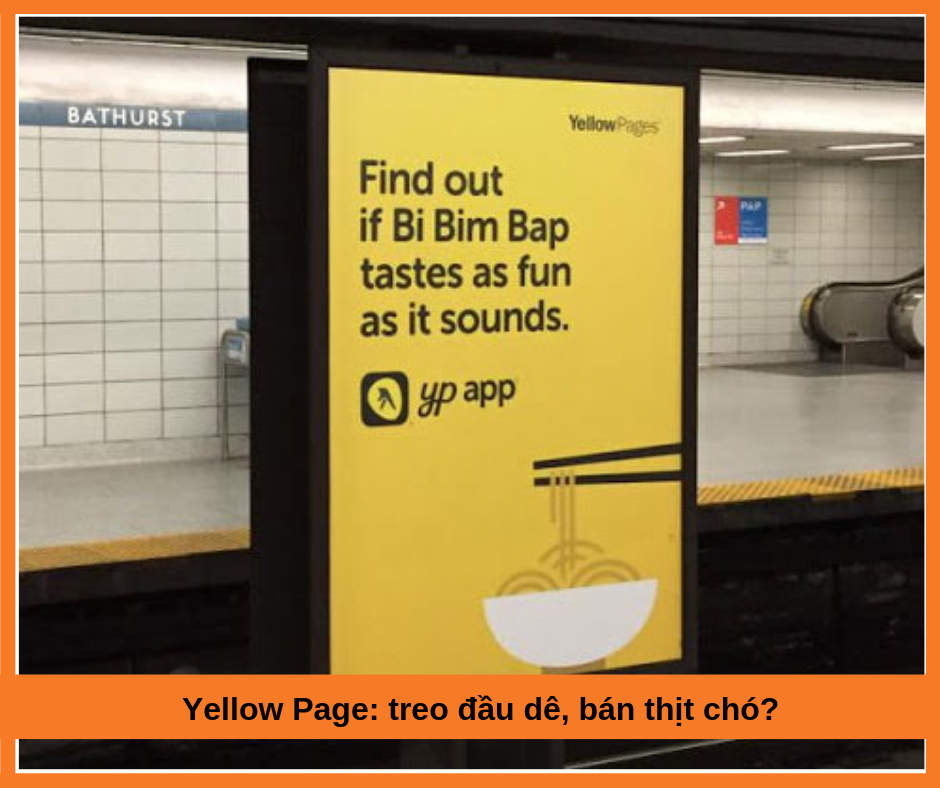 BATHURST
YellowPages
Find out
if Bi Bim Bap
tastes as fun
as it sounds.
yp app
PAP
Yellow Page: treo đầu dê, bán thịt chó?